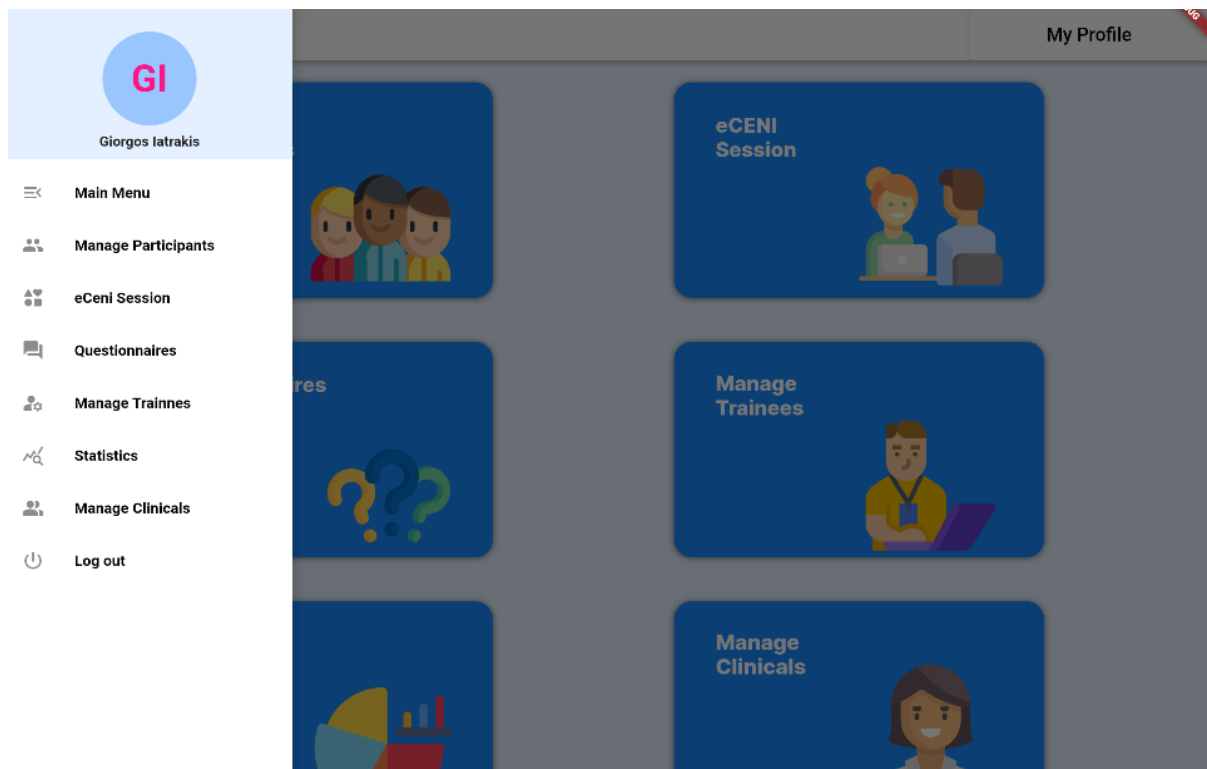 GI
Giorgos Iatrakis
Main Menu
Manage Participants
eCeni Session
Questionnaires
Manage Trainnes
Statistics
Manage Clinicals
Log out
My Profile
eCENI
Session
Manage
Trainees
Manage
Clinicals